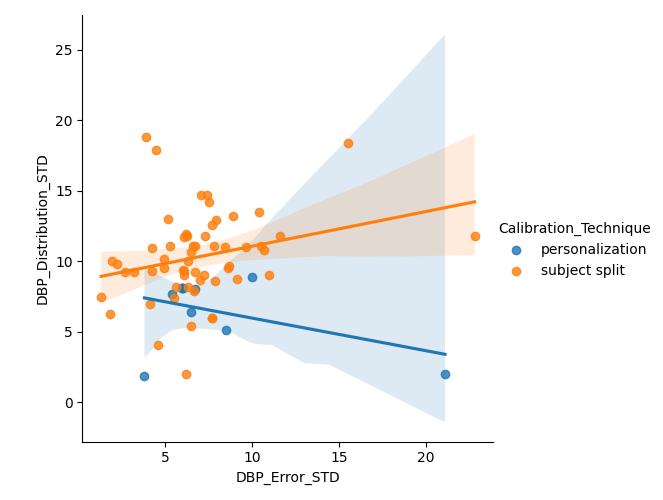 25
20
15
10
5
0
DBP_Distribution_STD
5
10
15
20
DBP_Error_STD
Calibration_Technique
personalization
subject split